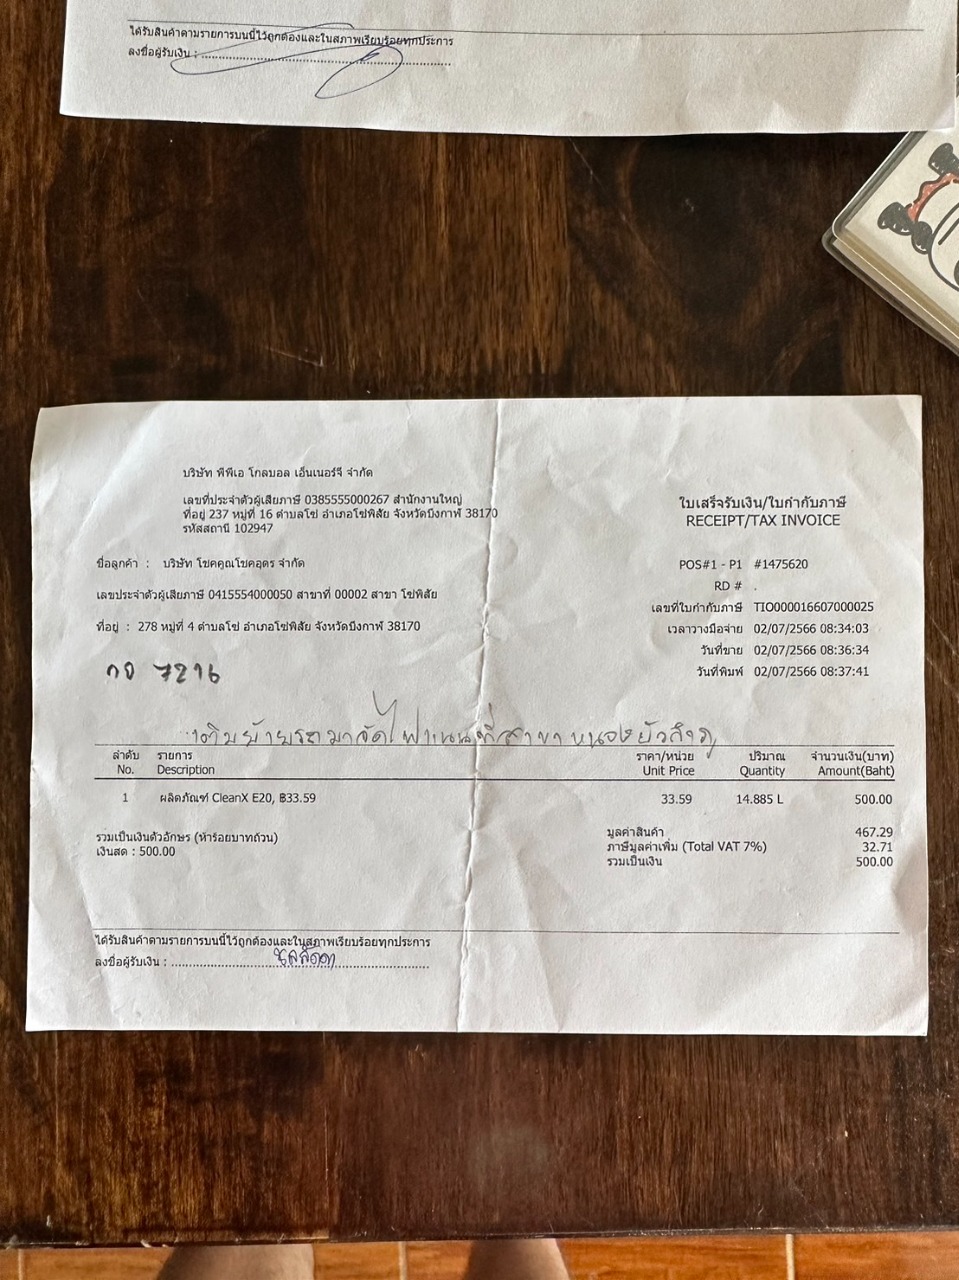 ได้รับสินค้าตามรายการบนนี้ไว้ถูกต้องและในสภาพเรียบร้อยทุกประการ
ลงชื่อผู้รับเงิน :
บริษัท พีพีเอ โกลบอล เอ็นเนอร์จี จำกัด
เลขที่ประจำตัวผู้เสียภาษี 0385555000267 สำนักงานใหญ่
ที่อยู่ 237 หมู่ที่ 16 ตำบลโซ่ อำเภอโซ่พิสัย จังหวัดบึงกาฬ 38170
รหัสสถานี 102947
ใบเสร็จรับเงิน/ใบกำกับภาษี
RECEIPT/TAX INVOICE
ชื่อลูกค้า : บริษัท โชคคูณโชคอุดร จำกัด
เลขประจำตัวผู้เสียภาษี 0415554000050 สาขาที่ 00002 สาขา โซ่พิสัย
ที่อยู่ : 278 หมู่ที่ 4 ตำบลโซ่ อำเภอโซ่พิสัย จังหวัดบึงกาฬ 38170
POS#1 - P1 #1475620
RD # .
เลขที่ใบกำกับภาษี TIO000016607000025
เวลาวางมือจ่าย 02/07/2566 08:34:03
วันที่ขาย 02/07/2566 08:36:34
วันที่พิมพ์ 02/07/2566 08:37:41
7216
ลำดับ รายการ ราคา/หน่วย ปริมาณ จำนวนเงิน(บาท)
No. Description Unit Price Quantity Amount(Baht)
1 ผลิตภัณฑ์ CleanX E20, ฿33.59 33.59 14.885 L 500.00
รวมเป็นเงินตัวอักษร (ห้าร้อยบาทถ้วน)
เงินสด : 500.00
มูลค่าสินค้า 467.29
ภาษีมูลค่าเพิ่ม (Total VAT 7%) 32.71
รวมเป็นเงิน 500.00
ได้รับสินค้าตามรายการบนนี้ไว้ถูกต้องและในสภาพเรียบร้อยทุกประการ
ลงชื่อผู้รับเงิน :